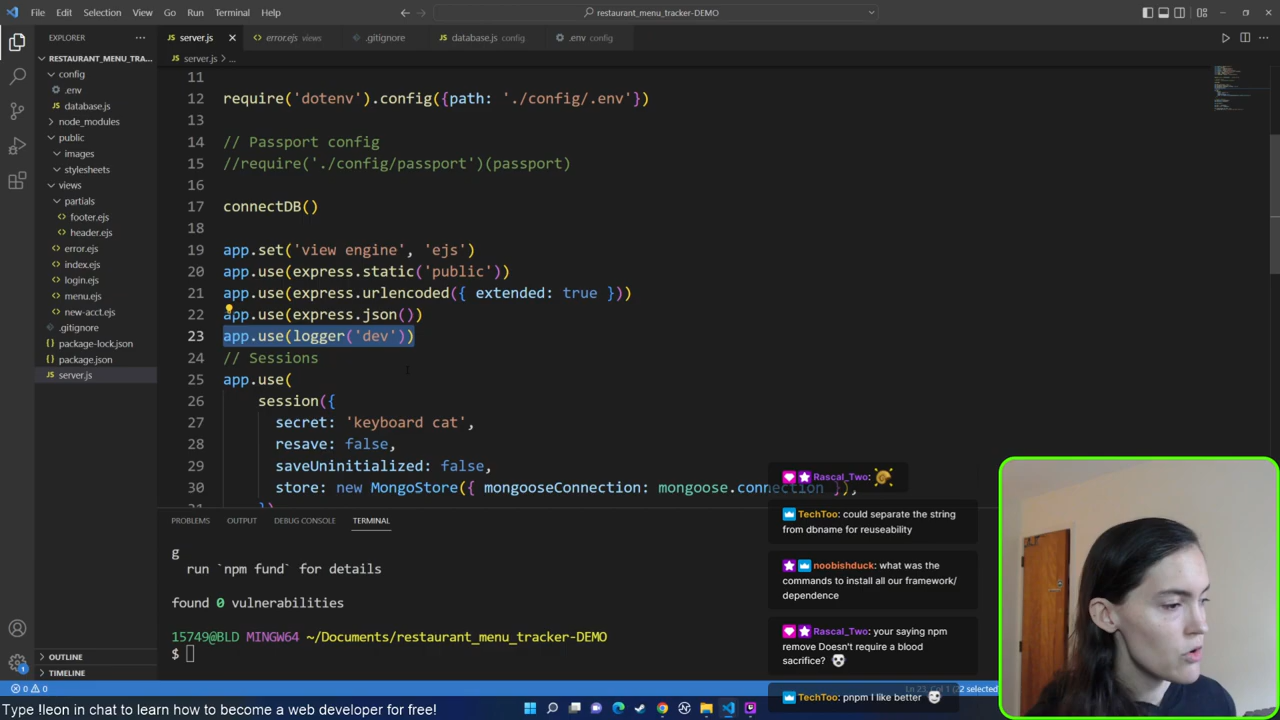 File Edit Selection View Go Run Terminal Help
restaurant_menu_tracker-DEMO
EXPLORER
server.js
error.ejs views
.gitignore
database.js config
.env config
RESTAURANT_MENU_TRA...
config
.env
database.js
node_modules
public
images
stylesheets
views
partials
footer.ejs
header.ejs
error.ejs
index.ejs
login.ejs
menu.ejs
new-acct.ejs
.gitignore
package-lock.json
package.json
server.js
OUTLINE
TIMELINE
server.js > ...
11
12 require('dotenv').config({path: './config/.env'})
13
14 // Passport config
15 //require('./config/passport')(passport)
16
17 connectDB()
18
19 app.set('view engine', 'ejs')
20 app.use(express.static('public'))
21 app.use(express.urlencoded({ extended: true }))
22 app.use(express.json())
23 app.use(logger('dev'))
24 // Sessions
25 app.use(
26 session({
27 secret: 'keyboard cat',
28 resave: false,
29 saveUninitialized: false,
30 store: new MongoStore({ mongooseConnection: mongoose.connection }),
PROBLEMS OUTPUT DEBUG CONSOLE TERMINAL
g
run `npm fund` for details
found 0 vulnerabilities
15749@BLD MINGW64 ~/Documents/restaurant_menu_tracker-DEMO
$
Rascal_Two:
TechToo: could separate the string
from dbname for reuseability
noobishduck: what was the
commands to install all our framework/
dependence
Rascal_Two: your saying npm
remove Doesn't require a blood
sacrifice?
TechToo: pnpm I like better
0 0
Type !leon in chat to learn how to become a web developer for free!